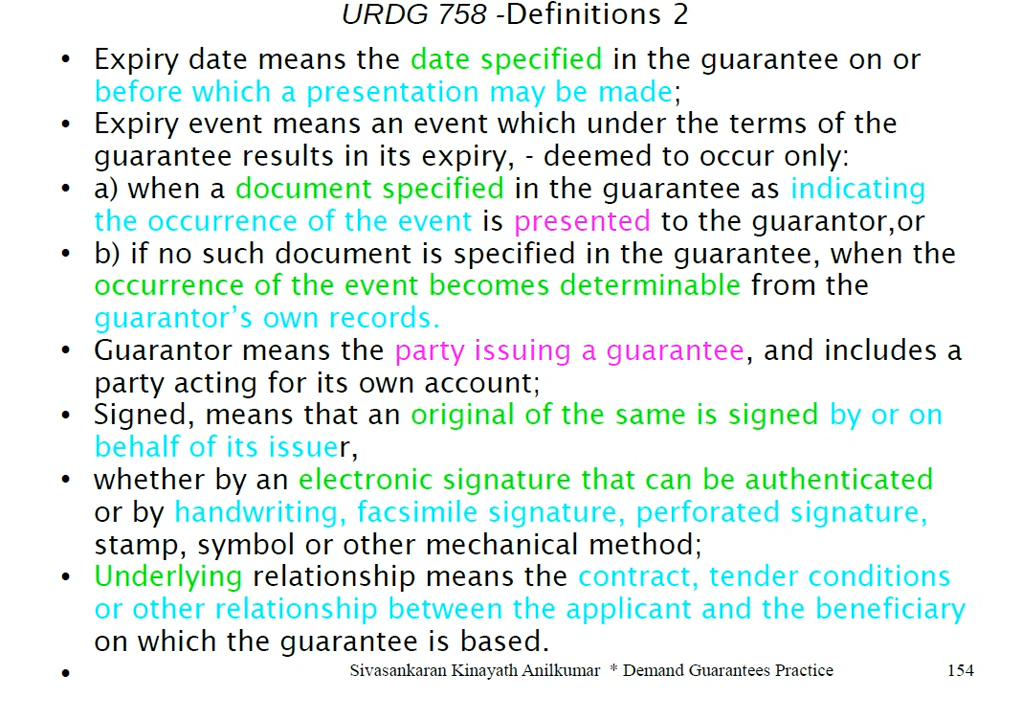 URDG 758 -Definitions 2
• Expiry date means the date specified in the guarantee on or
before which a presentation may be made;
• Expiry event means an event which under the terms of the
guarantee results in its expiry, - deemed to occur only:
• a) when a document specified in the guarantee as indicating
the occurrence of the event is presented to the guarantor,or
• b) if no such document is specified in the guarantee, when the
occurrence of the event becomes determinable from the
guarantor’s own records.
• Guarantor means the party issuing a guarantee, and includes a
party acting for its own account;
• Signed, means that an original of the same is signed by or on
behalf of its issuer,
• whether by an electronic signature that can be authenticated
or by handwriting, facsimile signature, perforated signature,
stamp, symbol or other mechanical method;
• Underlying relationship means the contract, tender conditions
or other relationship between the applicant and the beneficiary
on which the guarantee is based.
•
Sivasankaran Kinayath Anilkumar * Demand Guarantees Practice 154